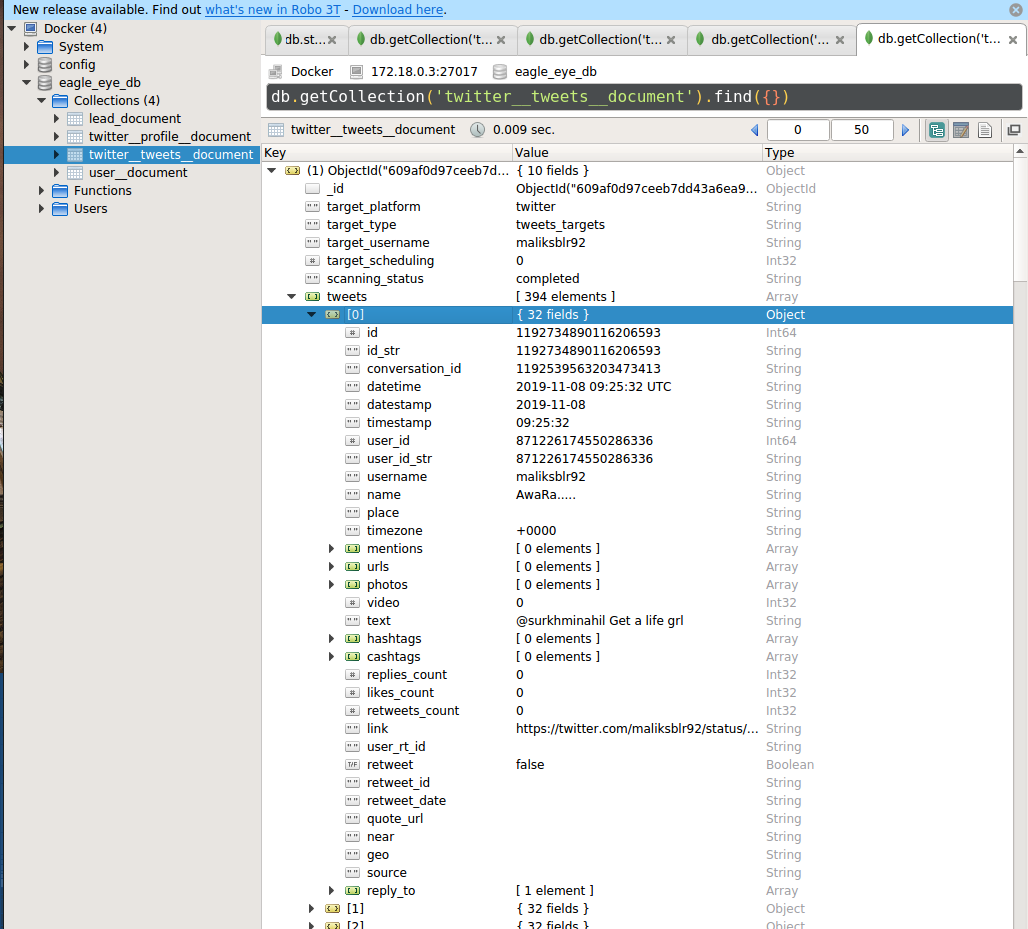 New release available. Find out what's new in Robo 3T - Download here.
Docker (4)
System
config
eagle_eye_db
Collections (4)
lead_document
twitter__profile__document
twitter__tweets__document
user__document
Functions
Users
db.st... db.getCollection('t... db.getCollection('t... db.getCollection('... db.getCollection('t...
Docker 172.18.0.3:27017 eagle_eye_db
db.getCollection('twitter__tweets__document').find({})
twitter__tweets__document 0.009 sec. 0 50
Key Value Type
(1) ObjectId("609af0d97ceeb7d... { 10 fields } Object
_id ObjectId("609af0d97ceeb7dd43a6ea9... ObjectId
target_platform twitter String
target_type tweets_targets String
target_username maliksblr92 String
target_scheduling 0 Int32
scanning_status completed String
tweets [ 394 elements ] Array
[0] { 32 fields } Object
id 1192734890116206593 Int64
id_str 1192734890116206593 String
conversation_id 1192539563203473413 String
datetime 2019-11-08 09:25:32 UTC String
datestamp 2019-11-08 String
timestamp 09:25:32 String
user_id 871226174550286336 Int64
user_id_str 871226174550286336 String
username maliksblr92 String
name AwaRa..... String
place String
timezone +0000 String
mentions [ 0 elements ] Array
urls [ 0 elements ] Array
photos [ 0 elements ] Array
video 0 Int32
text @surkhminahil Get a life grl String
hashtags [ 0 elements ] Array
cashtags [ 0 elements ] Array
replies_count 0 Int32
likes_count 0 Int32
retweets_count 0 Int32
link https://twitter.com/maliksblr92/status/... String
user_rt_id String
retweet false Boolean
retweet_id String
retweet_date String
quote_url String
near String
geo String
source String
reply_to [ 1 element ] Array
[1] { 32 fields } Object
[2] { 32 fields } Object